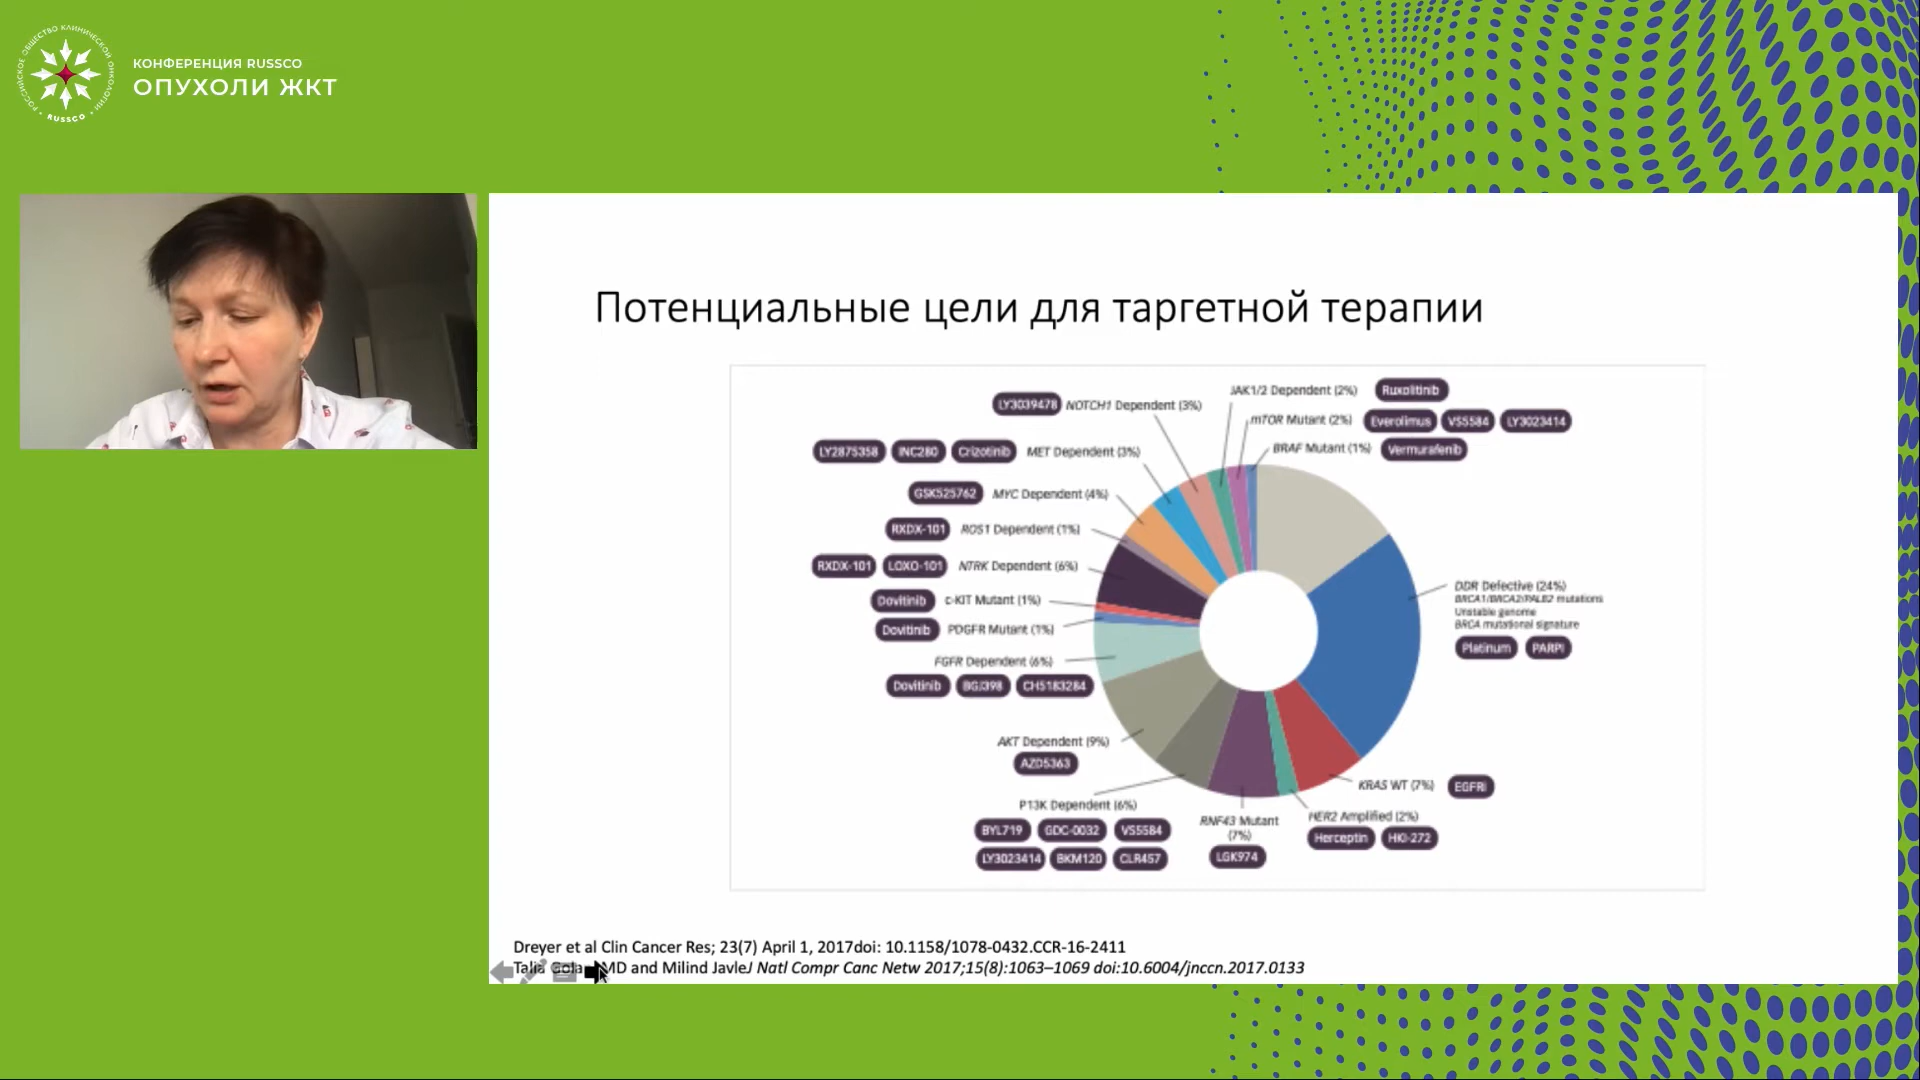 РОССИЙСКОЕ ОБЩЕСТВО КЛИНИЧЕСКОЙ ОНКОЛОГИИ
• RUSSCO •
КОНФЕРЕНЦИЯ RUSSCO
ОПУХОЛИ ЖКТ
Потенциальные цели для таргетной терапии
JAK1/2 Dependent (2%) Ruxolitinib
LY3039478 NOTCH1 Dependent (3%)
mTOR Mutant (2%) Everolimus VS5584 LY3023414
BRAF Mutant (1%) Vermurafenib
LY2875358 INC280 Crizotinib MET Dependent (3%)
GSK525762 MYC Dependent (4%)
RXDX-101 ROS1 Dependent (1%)
RXDX-101 LOXO-101 NTRK Dependent (6%)
Dovitinib c-KIT Mutant (1%)
Dovitinib PDGFR Mutant (1%)
FGFR Dependent (6%)
Dovitinib BGJ398 CH5183284
AKT Dependent (9%)
AZD5363
P13K Dependent (6%)
BYL719 GDC-0032 VS5584
LY3023414 BKM120 CLR457
RNF43 Mutant
(7%)
LGK974
HER2 Amplified (2%)
Herceptin HKI-272
KRAS WT (7%) EGFRi
DDR Defective (24%)
BRCA1/BRCA2/PALB2 mutations
Unstable genome
BRCA mutational signature
Platinum PARPi
Dreyer et al Clin Cancer Res; 23(7) April 1, 2017doi: 10.1158/1078-0432.CCR-16-2411
Talia MD and Milind JavleJ Natl Compr Canc Netw 2017;15(8):1063–1069 doi:10.6004/jnccn.2017.0133